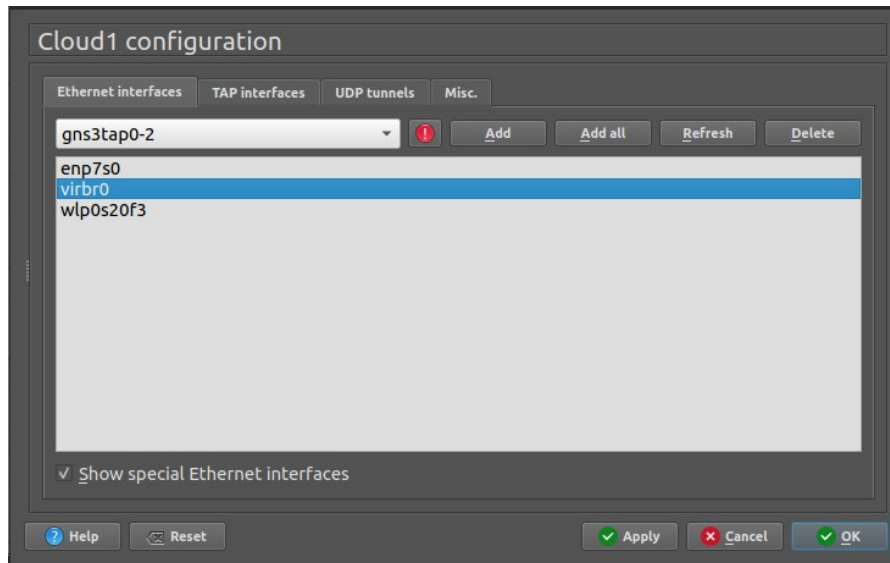 Cloud1 configuration
Ethernet interfaces TAP interfaces UDP tunnels Misc.
gns3tap0-2 Add Add all Refresh Delete
enp7s0
virbr0
wlp0s20f3
Show special Ethernet interfaces
Help Reset Apply Cancel OK